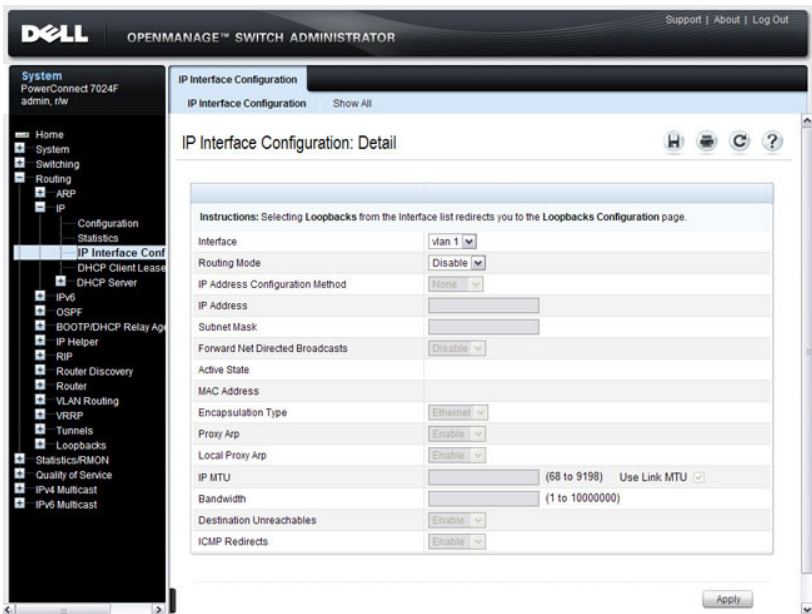 Support | About | Log Out
DELL
OPENMANAGE™ SWITCH ADMINISTRATOR
System
PowerConnect 7024F
admin, r/w
Home
System
Switching
Routing
ARP
IP
Configuration
Statistics
IP Interface Conf
DHCP Client Lease
DHCP Server
IPv6
OSPF
BOOTP/DHCP Relay Age
IP Helper
RIP
Router Discovery
Router
VLAN Routing
VRRP
Tunnels
Loopbacks
Statistics/RMON
Quality of Service
IPv4 Multicast
IPv6 Multicast
IP Interface Configuration
IP Interface Configuration Show All
IP Interface Configuration: Detail
?
Instructions: Selecting Loopbacks from the Interface list redirects you to the Loopbacks Configuration page.
Interface vlan 1
Routing Mode Disable
IP Address Configuration Method None
IP Address
Subnet Mask
Forward Net Directed Broadcasts Disable
Active State
MAC Address
Encapsulation Type Ethernet
Proxy Arp Enable
Local Proxy Arp Enable
IP MTU (68 to 9198) Use Link MTU
Bandwidth (1 to 10000000)
Destination Unreachables Enable
ICMP Redirects Enable
Apply